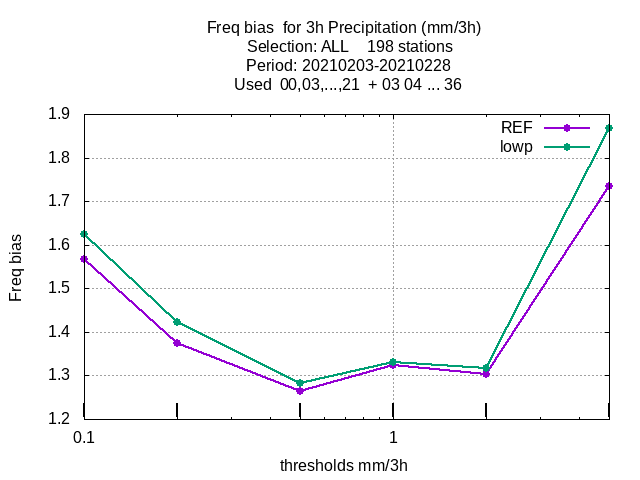 Freq bias  for 3h Precipitation (mm/3h)
Selection: ALL    198 stations
Period: 20210203-20210228
Used  00,03,...,21  + 03 04 ... 36
REF
lowp
1.9
1.8
1.7
1.6
1.5
1.4
1.3
1.2
Freq bias
0.1
1
thresholds mm/3h